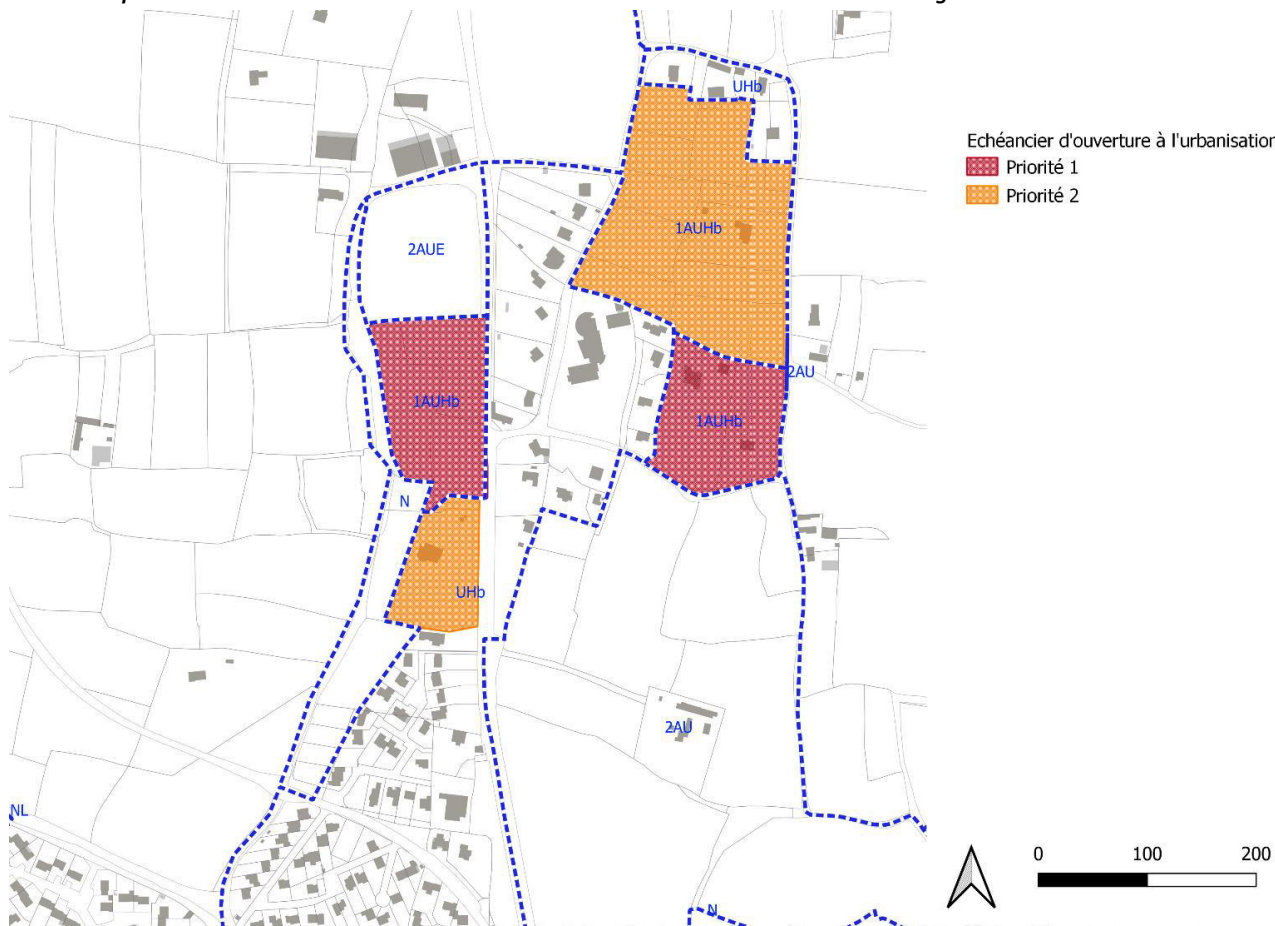 UHb
Echéancier d'ouverture à l'urbanisation
Priorité 1
Priorité 2
1AUHb
2AUE
2AU
1AUHb
1AUHb
N
UHb
2AU
NL
0 100 200
N